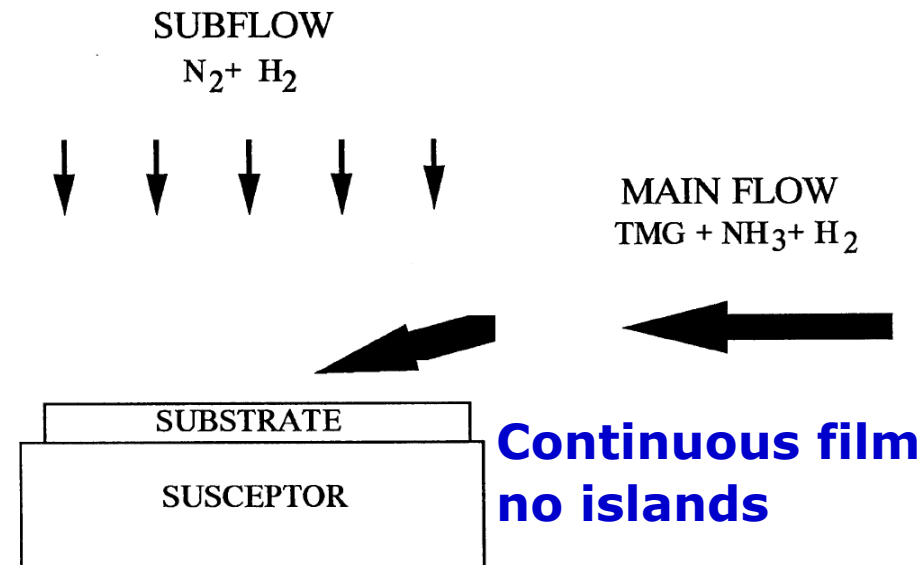 SUBFLOW
N₂+ H₂
MAIN FLOW
TMG + NH₃+ H₂
SUBSTRATE
SUSCEPTOR
Continuous film
no islands